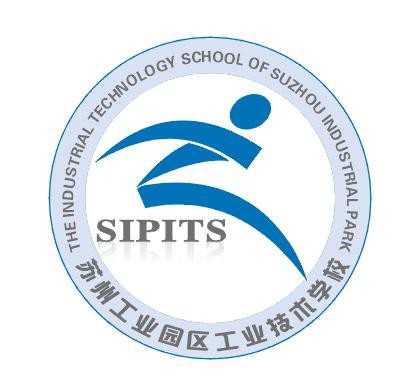 THE INDUSTRIAL TECHNOLOGY SCHOOL OF SUZHOU INDUSTRIAL PARK
SIPITS
苏州工业园区工业技术学校